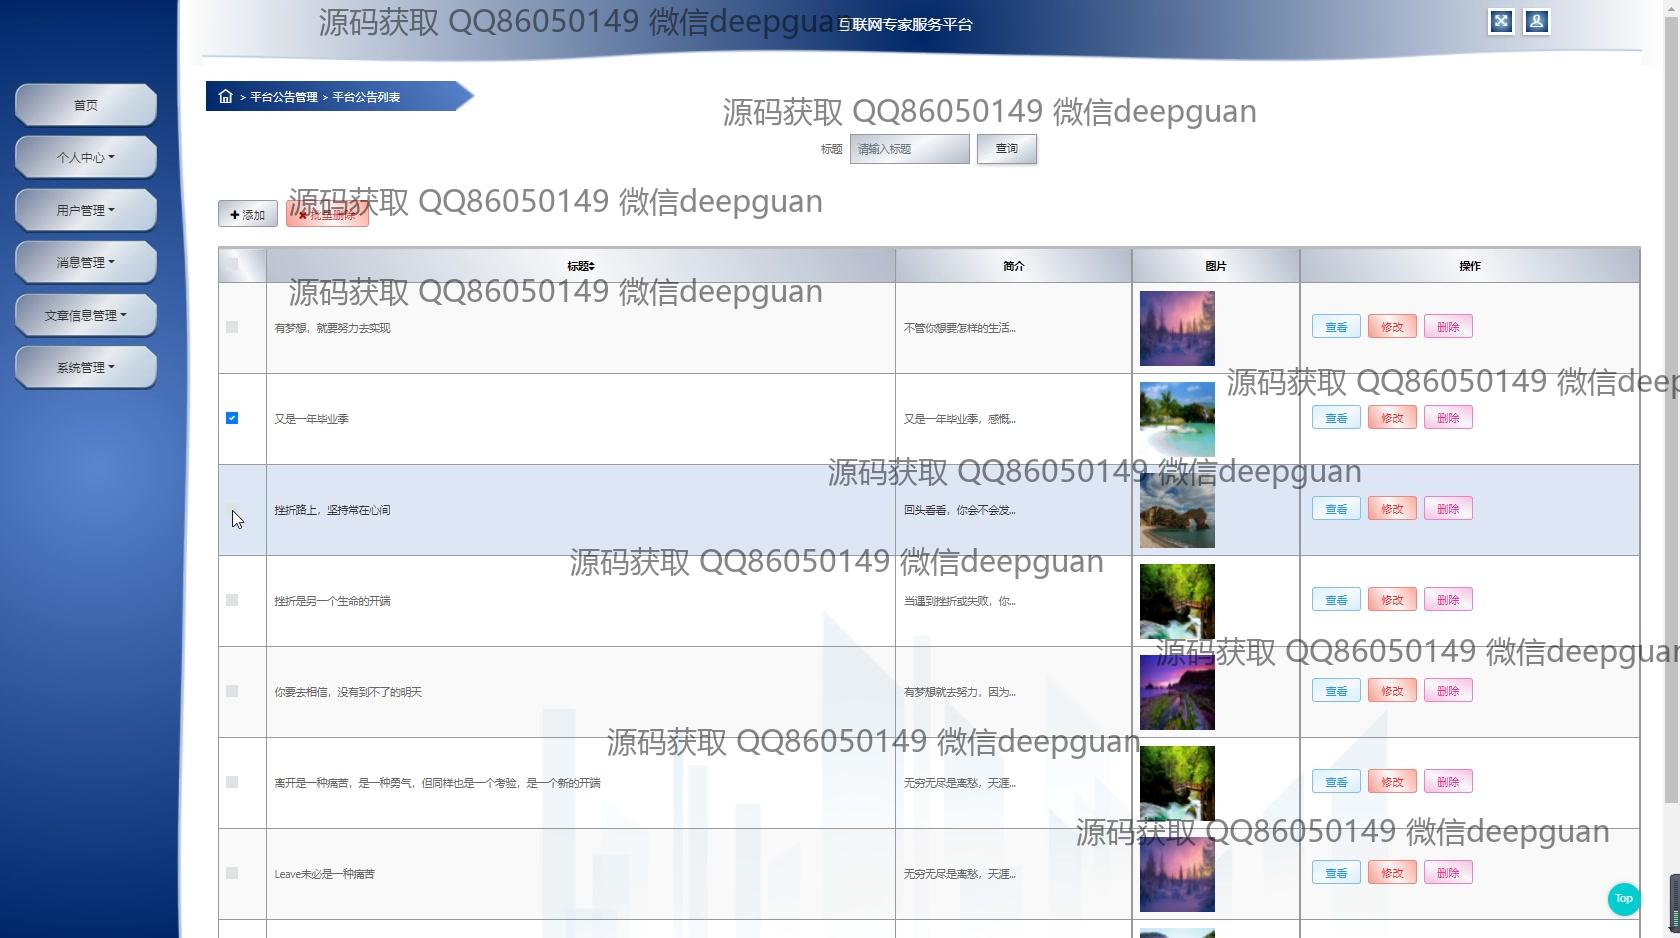 源码获取 QQ86050149 微信deepguan
互联网专家服务平台
首页
个人中心
用户管理
消息管理
文章信息管理
系统管理
> 平台公告管理 > 平台公告列表
源码获取 QQ86050149 微信deepguan
标题 请输入标题 查询
源码获取 QQ86050149 微信deepguan
添加 批量删除
标题 简介 图片 操作
源码获取 QQ86050149 微信deepguan
有梦想，就要努力去实现 不管你想要怎样的生活... 查看 修改 删除
源码获取 QQ86050149 微信deep
又是一年毕业季 又是一年毕业季，感慨... 查看 修改 删除
源码获取 QQ86050149 微信deepguan
挫折路上，坚持常在心间 回头看看，你会不会发... 查看 修改 删除
源码获取 QQ86050149 微信deepguan
挫折是另一个生命的开端 当遇到挫折或失败，你... 查看 修改 删除
源码获取 QQ86050149 微信deepguan
你要去相信，没有到不了的明天 有梦想就去努力，因为... 查看 修改 删除
源码获取 QQ86050149 微信deepguan
离开是一种痛苦，是一种勇气，但同样也是一个考验，是一个新的开端 无穷无尽是离愁，天涯... 查看 修改 删除
源码获取 QQ86050149 微信deepguan
Leave未必是一种痛苦 无穷无尽是离愁，天涯... 查看 修改 删除
Top